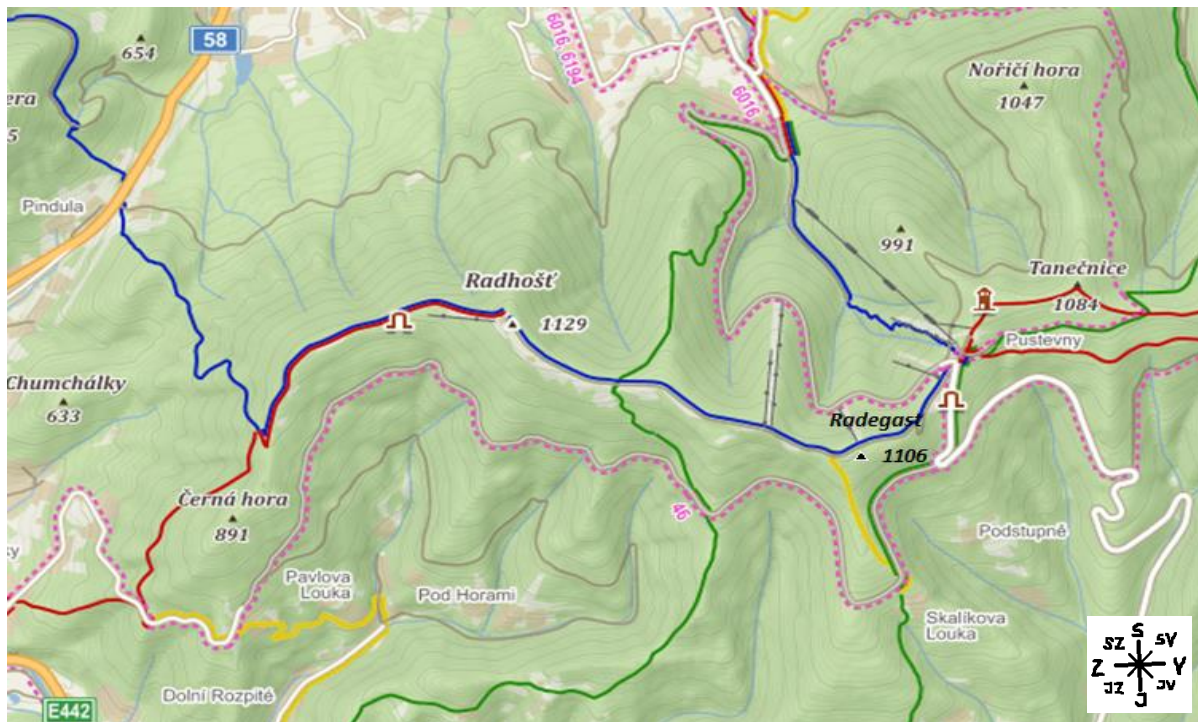 654
58
6016, 6194
Nořičí hora
1047
era
5
6016
Pindula
991
Tanečnice
1084
Radhošť
1129
Pustevny
Chumchálky
633
Radegast
1106
Černá hora
891
46
Podstupně
ky
Pavlova
Louka
Pod Horami
Skalíkova
Louka
Dolní Rozpité
E442
S
SZ
SV
Z
V
JZ
JV
J